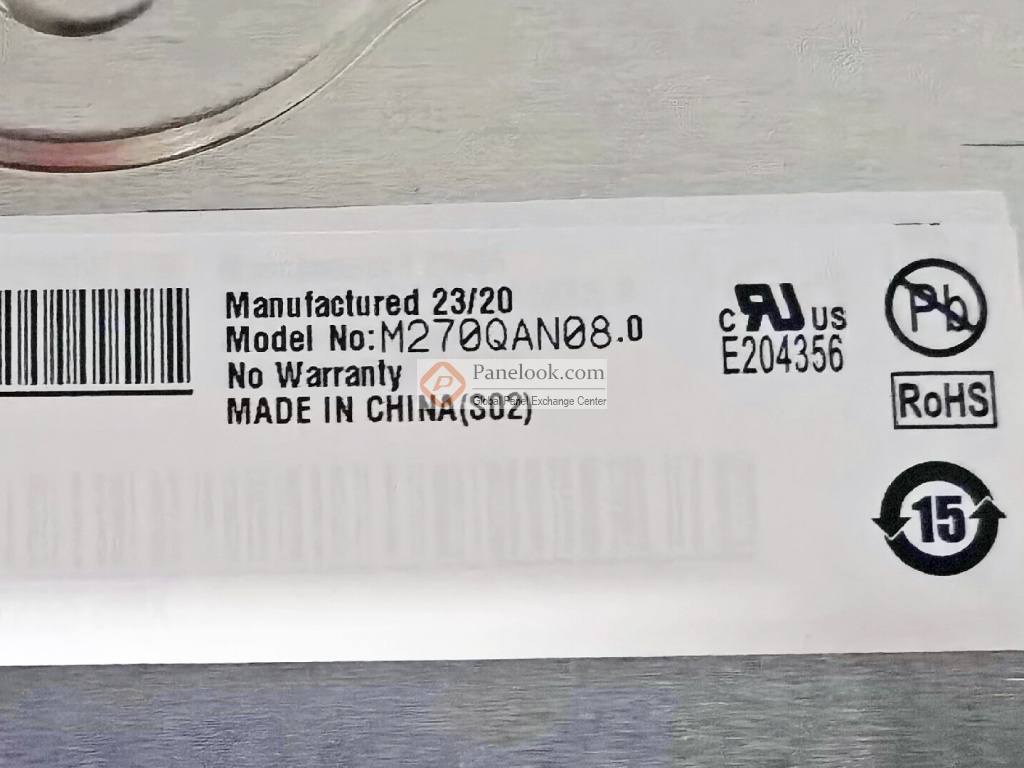 Manufactured 23/20
Model No:M270QAN08.0
No Warranty
MADE IN CHINA(S02)
Panelook.com
Global Panel Exchange Center
C RU US
E204356
Pb
RoHS
15